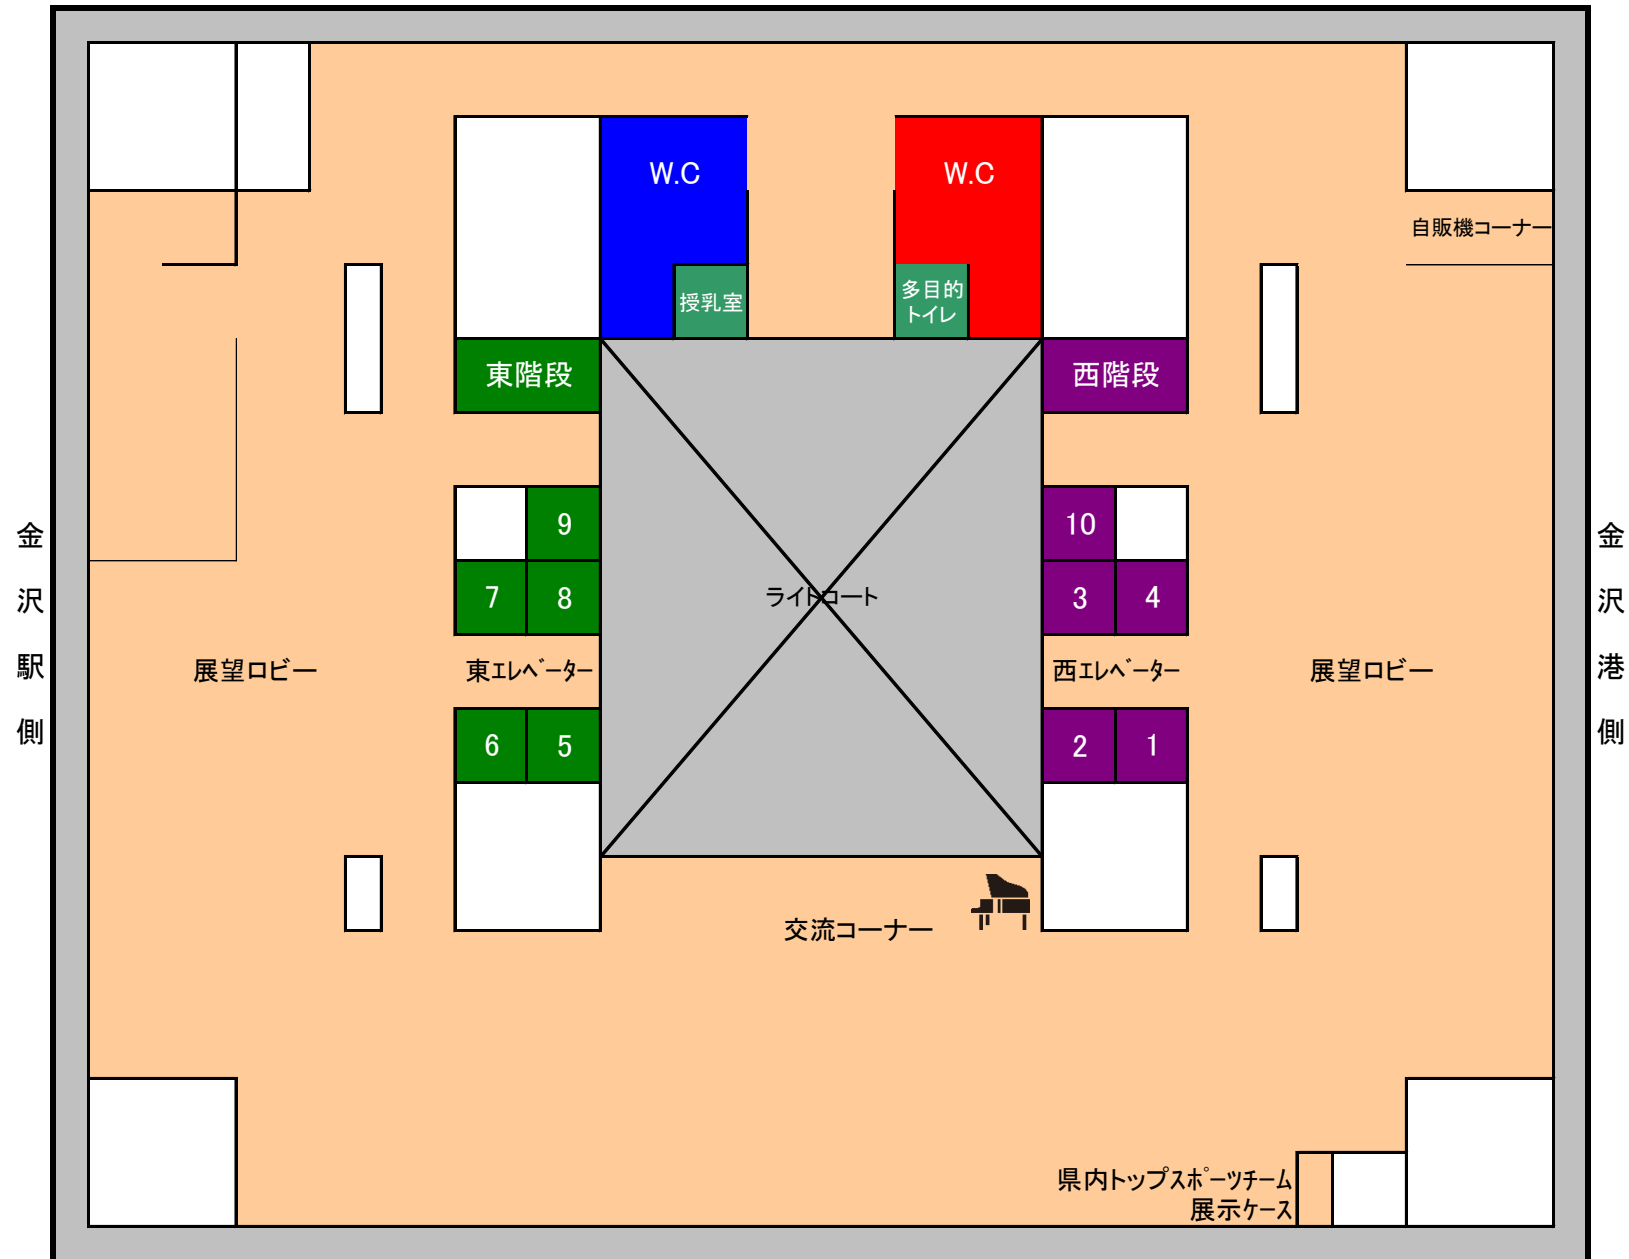 W.C
W.C
自販機コーナー
授乳室
多目的
トイレ
東階段
西階段
9
10
金沢駅側
7
8
ライトコート
3
4
金沢港側
展望ロビー
東エレベーター
西エレベーター
展望ロビー
6
5
2
1
交流コーナー
県内トップスポーツチーム
展示ケース